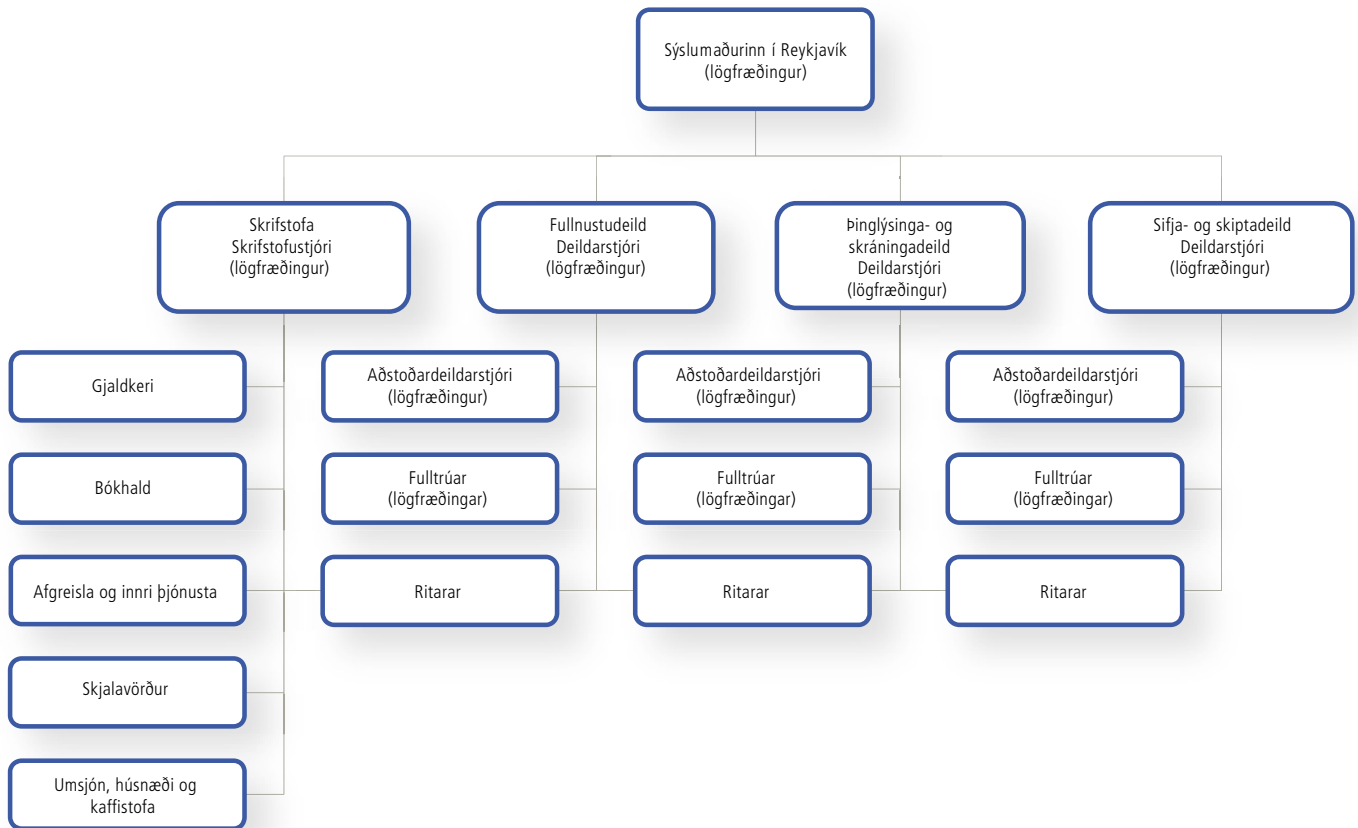 Sýslumaðurinn í Reykjavík
(lögfræðingur)
Skrifstofa
Skrifstofustjóri
(lögfræðingur)
Fullnustudeild
Deildarstjóri
(lögfræðingur)
Þinglýsinga- og
skráningadeild
Deildarstjóri
(lögfræðingur)
Sifja- og skiptadeild
Deildarstjóri
(lögfræðingur)
Gjaldkeri
Aðstoðardeildarstjóri
(lögfræðingur)
Aðstoðardeildarstjóri
(lögfræðingur)
Aðstoðardeildarstjóri
(lögfræðingur)
Bókhald
Fulltrúar
(lögfræðingar)
Fulltrúar
(lögfræðingar)
Fulltrúar
(lögfræðingar)
Afgreisla og innri þjónusta
Ritarar
Ritarar
Ritarar
Skjalavörður
Umsjón, húsnæði og
kaffistofa